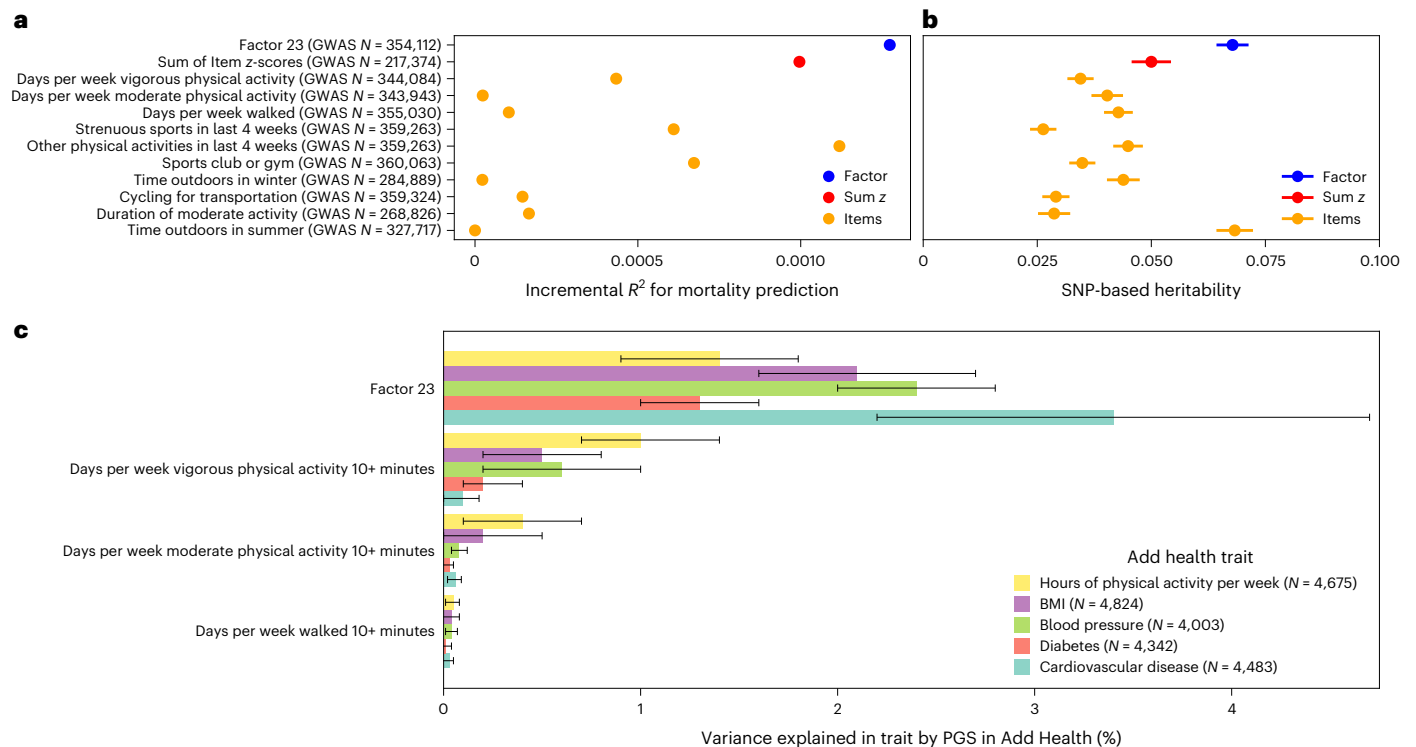 a
Factor 23 (GWAS N = 354,112)
Sum of Item z-scores (GWAS N = 217,374)
Days per week vigorous physical activity (GWAS N = 344,084)
Days per week moderate physical activity (GWAS N = 343,943)
Days per week walked (GWAS N = 355,030)
Strenuous sports in last 4 weeks (GWAS N = 359,263)
Other physical activities in last 4 weeks (GWAS N = 359,263)
Sports club or gym (GWAS N = 360,063)
Time outdoors in winter (GWAS N = 284,889)
Cycling for transportation (GWAS N = 359,324)
Duration of moderate activity (GWAS N = 268,826)
Time outdoors in summer (GWAS N = 327,717)
Factor
Sum z
Items
0 0.0005 0.0010
Incremental R² for mortality prediction
b
Factor
Sum z
Items
0 0.025 0.050 0.075 0.100
SNP-based heritability
c
Factor 23
Days per week vigorous physical activity 10+ minutes
Days per week moderate physical activity 10+ minutes
Days per week walked 10+ minutes
Add health trait
Hours of physical activity per week (N = 4,675)
BMI (N = 4,824)
Blood pressure (N = 4,003)
Diabetes (N = 4,342)
Cardiovascular disease (N = 4,483)
0 1 2 3 4
Variance explained in trait by PGS in Add Health (%)